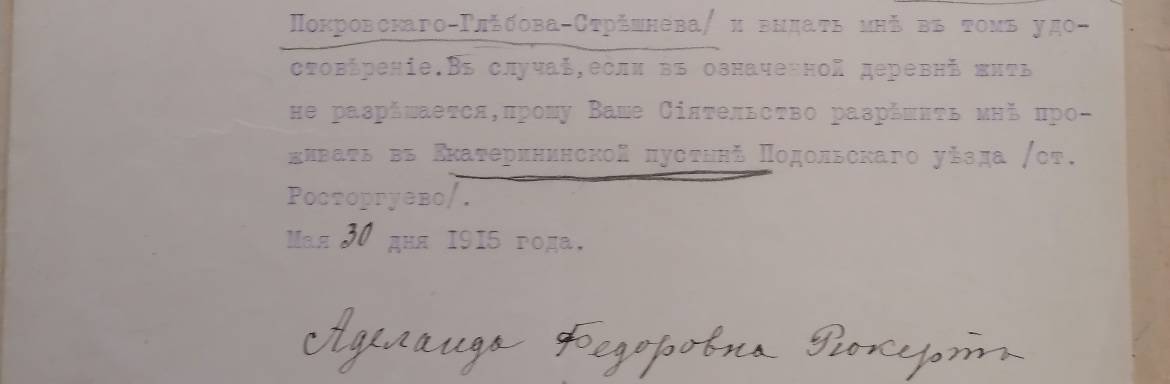 Покровскаго-Глѣбова-Стрѣшнева/ и выдать мнѣ въ томъ удо-
стовѣреніе.Въ случаѣ,если въ означенной деревнѣ жить
не разрѣшается,прошу Ваше Сіятельство разрѣшить мнѣ про-
живать въ Екатерининской пустынѣ Подольскаго уѣзда /ст.
Росторгуево/.
Мая 30 дня 1915 года.
Аделаида Федоровна Рюкертъ